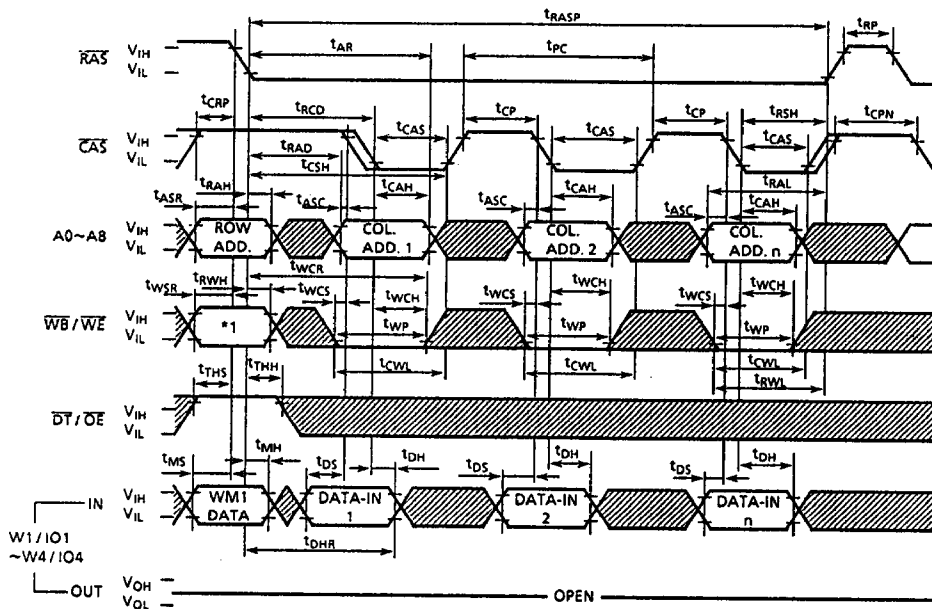 tRASP
tRP
tAR
tPC
RAS
VIH
VIL
tCRP
tRCD
tCP
tCP
tRSH
tCPN
tCAS
tCAS
tCAS
CAS
VIH
VIL
tRAD
tCSH
tRAL
tRAH
tCAH
tCAH
tCAH
tASR
tASC
tASC
tASC
A0~A8
VIH
VIL
ROW
ADD.
COL.
ADD. 1
COL.
ADD. 2
COL.
ADD. n
tWCR
tRWH
tWSR
tWCS
tWCH
tWCS
tWCH
tWCS
tWCH
WB / WE
VIH
VIL
*1
tWP
tWP
tWP
tCWL
tCWL
tCWL
tRWL
tTHS
tTHH
DT / OE
VIH
VIL
tMS
tMH
tDS
tDH
tDS
tDH
tDS
tDH
IN
VIH
VIL
WM1
DATA
DATA-IN
1
DATA-IN
2
DATA-IN
n
W1 / IO1
~W4 / IO4
tDHR
OUT
VOH
VOL
OPEN